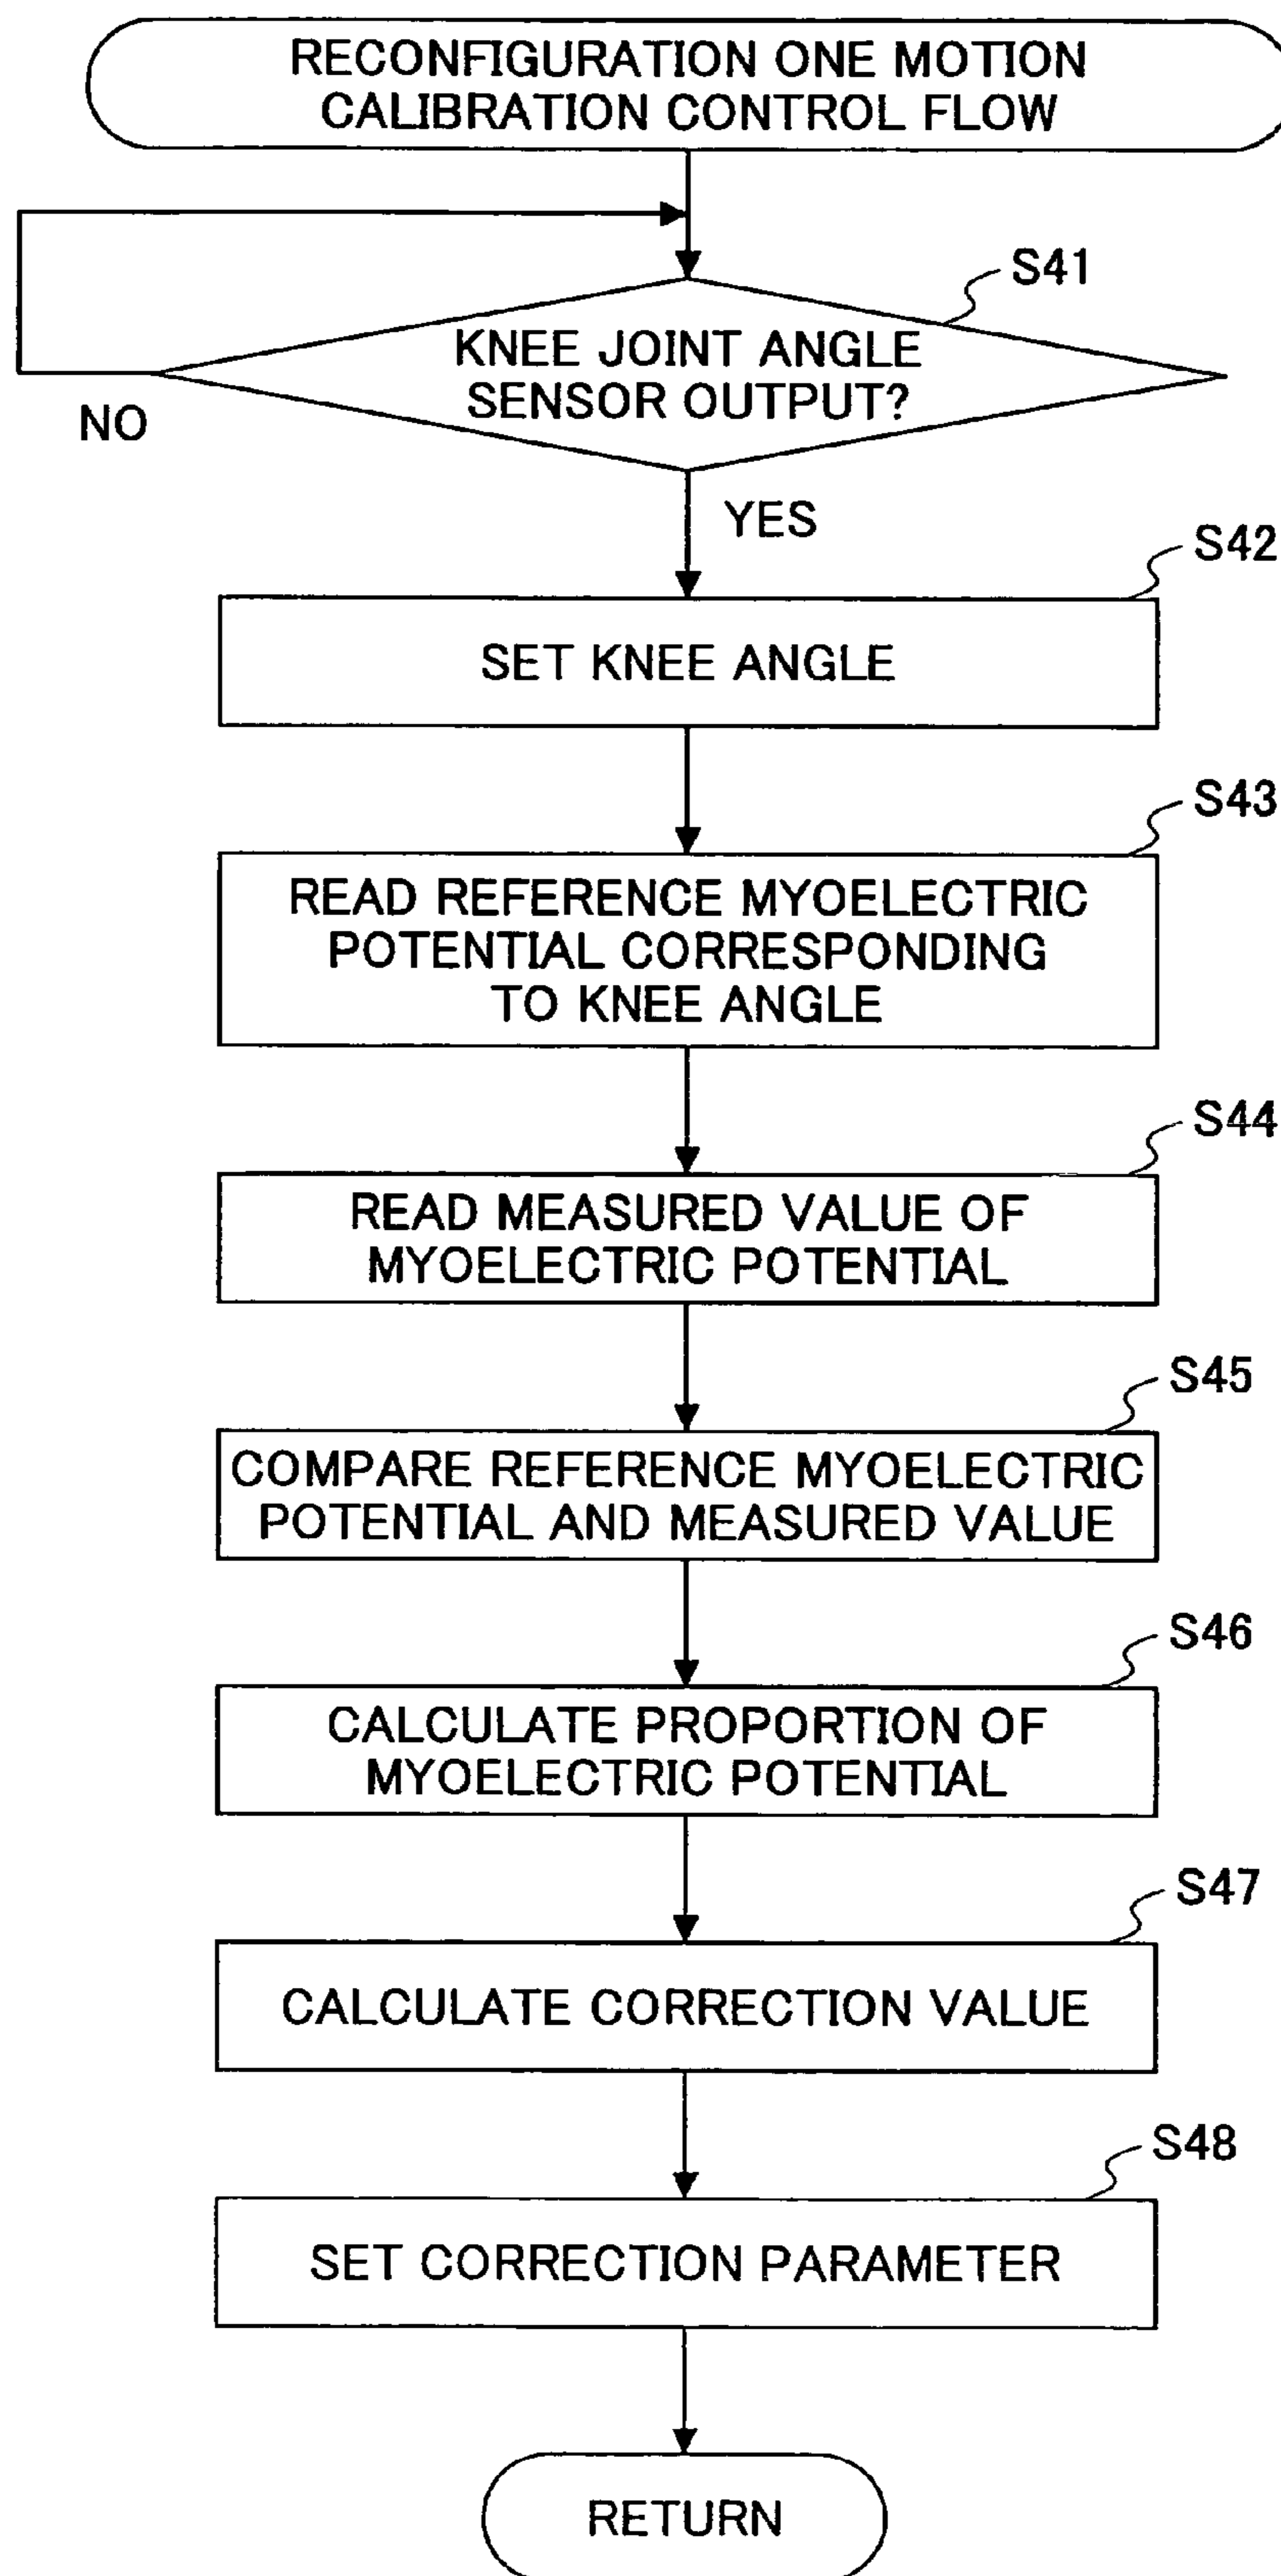 RECONFIGURATION ONE MOTION
CALIBRATION CONTROL FLOW
S41
KNEE JOINT ANGLE
SENSOR OUTPUT?
NO
YES
S42
SET KNEE ANGLE
S43
READ REFERENCE MYOELECTRIC
POTENTIAL CORRESPONDING
TO KNEE ANGLE
S44
READ MEASURED VALUE OF
MYOELECTRIC POTENTIAL
S45
COMPARE REFERENCE MYOELECTRIC
POTENTIAL AND MEASURED VALUE
S46
CALCULATE PROPORTION OF
MYOELECTRIC POTENTIAL
S47
CALCULATE CORRECTION VALUE
S48
SET CORRECTION PARAMETER
RETURN